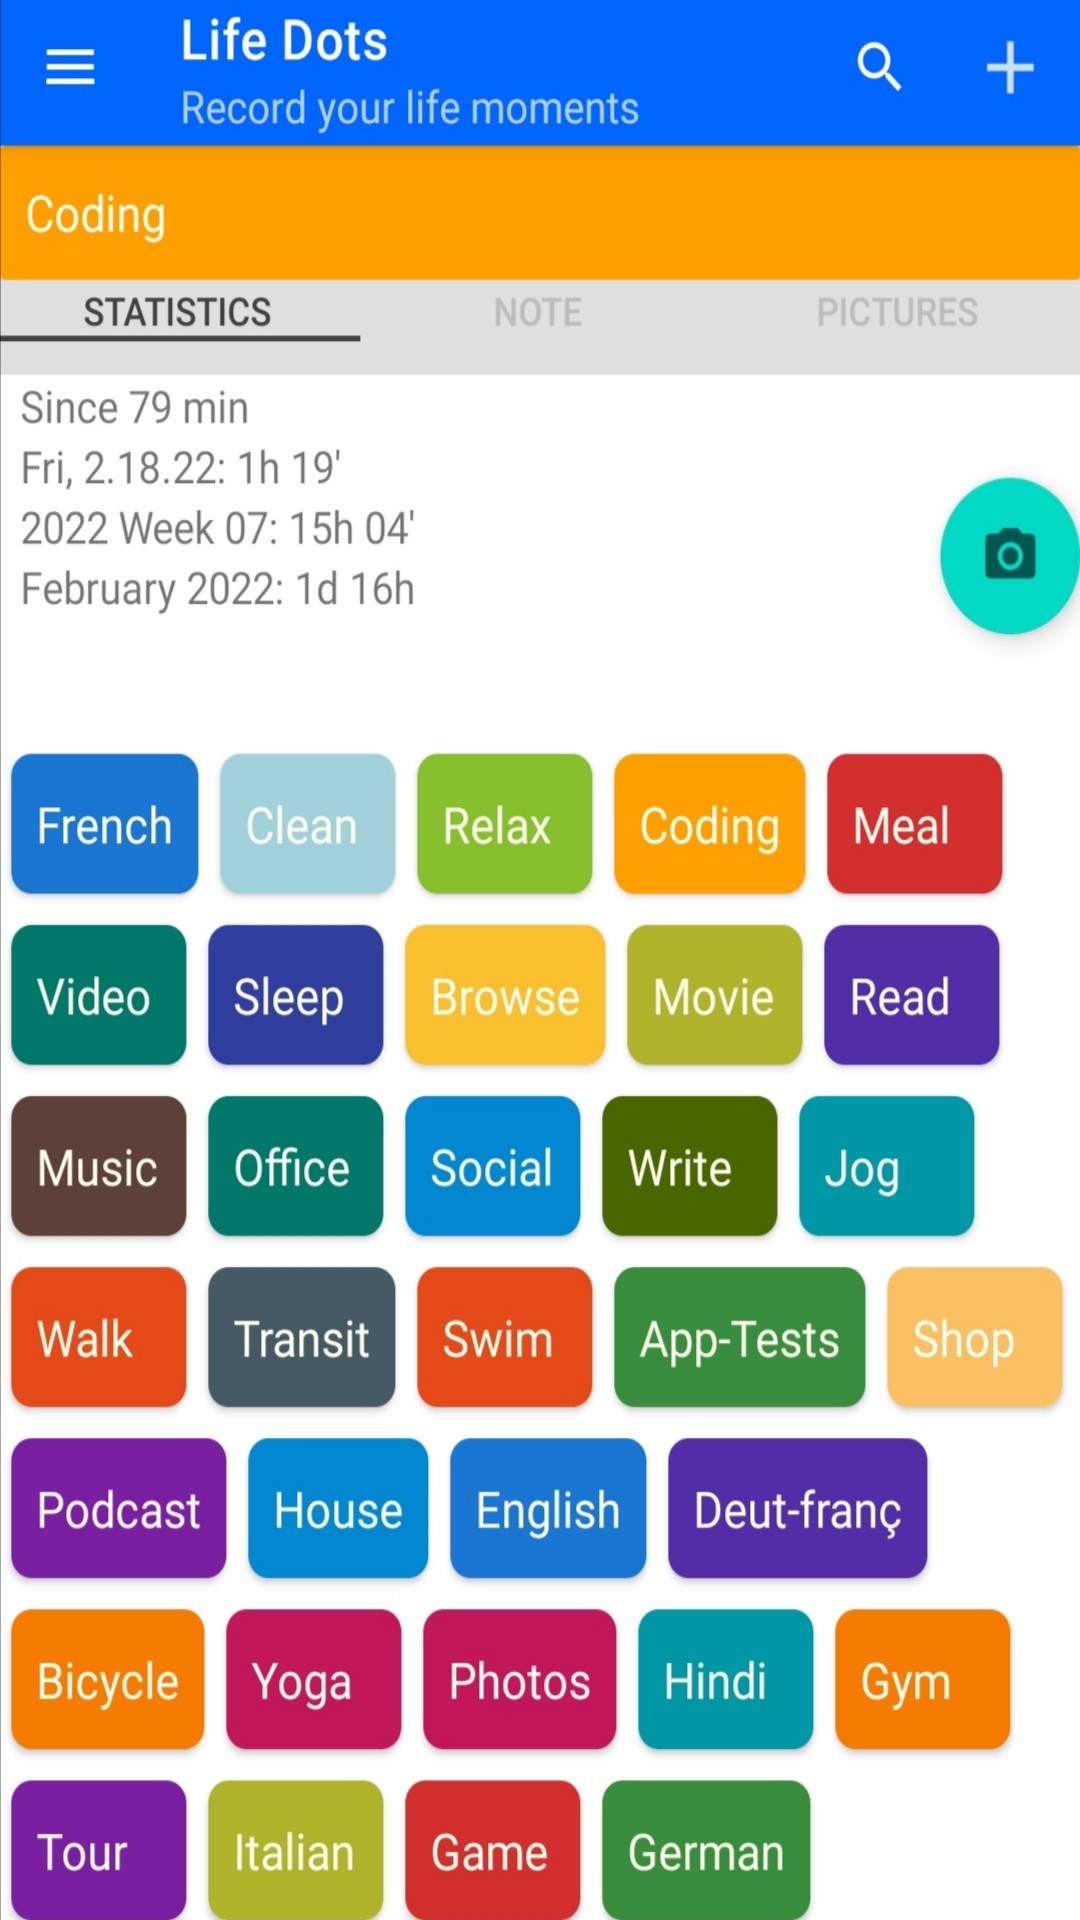 Life Dots
Record your life moments
Coding
STATISTICS NOTE PICTURES
Since 79 min
Fri, 2.18.22: 1h 19'
2022 Week 07: 15h 04'
February 2022: 1d 16h
French Clean Relax Coding Meal
Video Sleep Browse Movie Read
Music Office Social Write Jog
Walk Transit Swim App-Tests Shop
Podcast House English Deut-franç
Bicycle Yoga Photos Hindi Gym
Tour Italian Game German